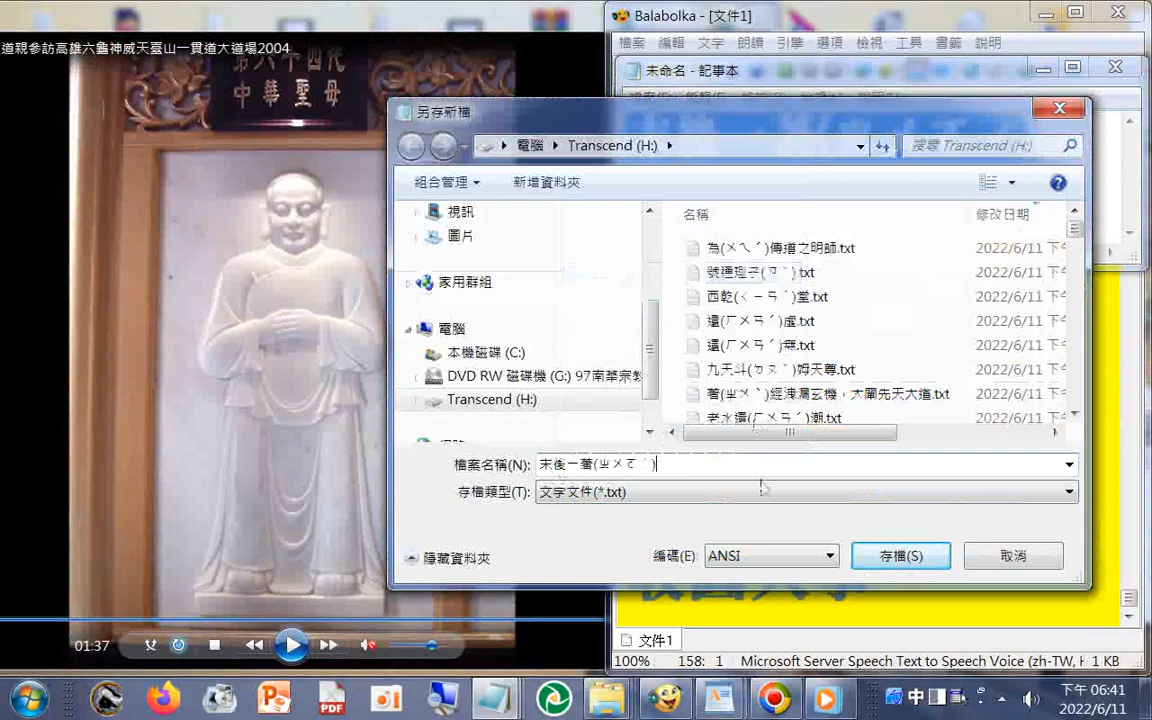 道親參訪高雄六龜神威天臺山一貫道大道場2004
第六十四代
中華聖母
01:37
Balabolka - [文件1]
檔案 編輯 文字 朗讀 引擎 選項 檢視 工具 書籤 說明
未命名 - 記事本
另存新檔
電腦 Transcend (H:)
搜尋 Transcend (H:)
組合管理 新增資料夾
視訊
圖片
家用群組
電腦
本機磁碟 (C:)
DVD RW 磁碟機 (G:) 97南華宗教
Transcend (H:)
名稱 修改日期
為(ㄨㄟˊ)傳道之明師.txt 2022/6/11 下午
號通理子(ㄗˇ).txt 2022/6/11 下午
西乾(ㄑㄧㄢˊ)堂.txt 2022/6/11 下午
還(ㄏㄨㄢˊ)虛.txt 2022/6/11 下午
還(ㄏㄨㄢˊ)無.txt 2022/6/11 下午
九天斗(ㄉㄡˇ)姆天尊.txt 2022/6/11 下午
著(ㄓㄨˋ)經洩漏玄機，大闡先天大道.txt 2022/6/11 下午
老水還(ㄏㄨㄢˊ)潮.txt 2022/6/11 下午
檔案名稱(N): 末後一著(ㄓㄨㄛˊ)
存檔類型(T): 文字文件(*.txt)
隱藏資料夾 編碼(E): ANSI 存檔(S) 取消
文件1
100% 158: 1 Microsoft Server Speech Text to Speech Voice (zh-TW, H 1 KB
中
下午 06:41
2022/6/11